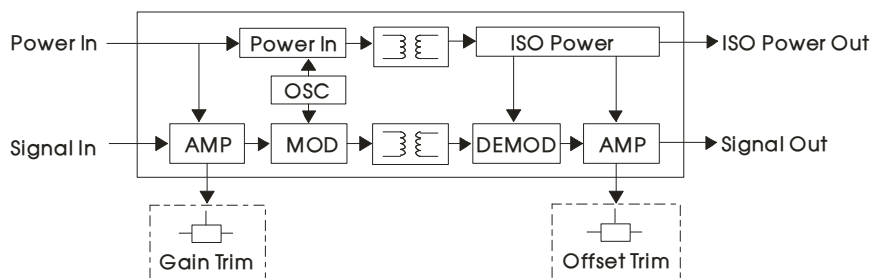 Power In
Power In
ISO Power
ISO Power Out
OSC
Signal In
AMP
MOD
DEMOD
AMP
Signal Out
Gain Trim
Offset Trim